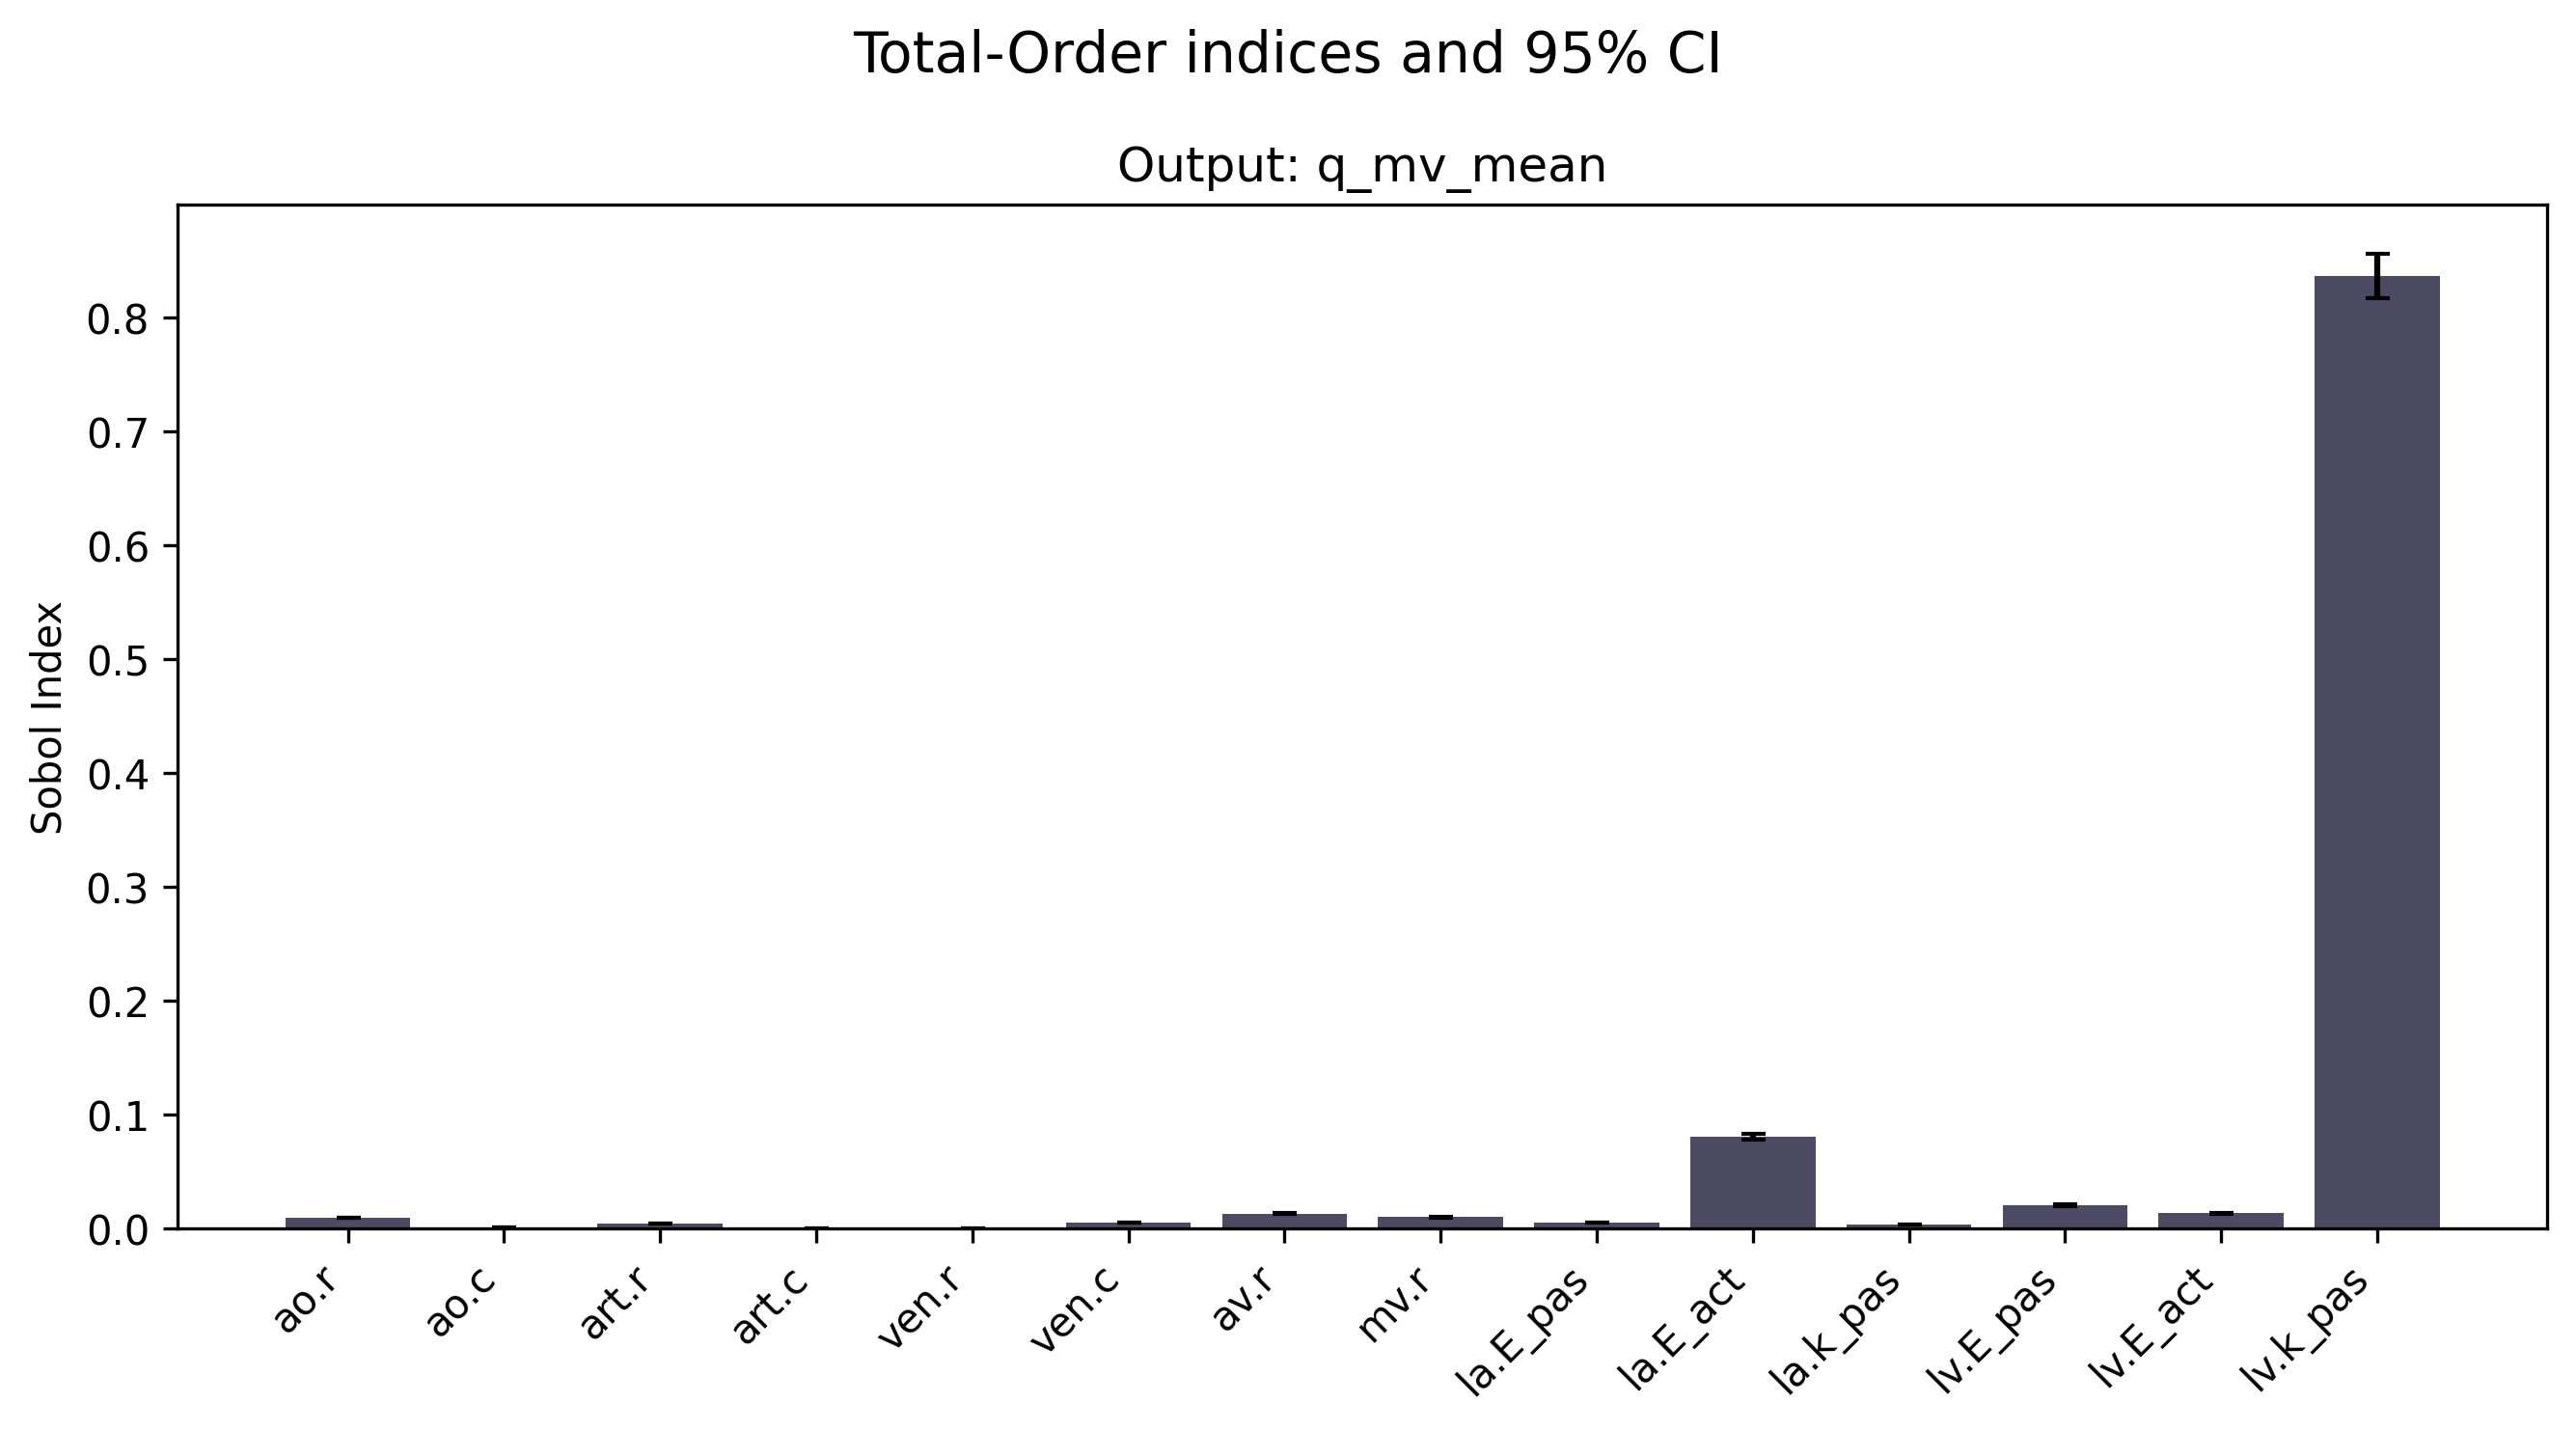 Total-Order indices and 95% CI
Output: q_mv_mean
Sobol Index
0.8
0.7
0.6
0.5
0.4
0.3
0.2
0.1
0.0
ao.r
ao.c
art.r
art.c
ven.r
ven.c
av.r
mv.r
la.E_pas
la.E_act
la.k_pas
lv.E_pas
lv.E_act
lv.k_pas